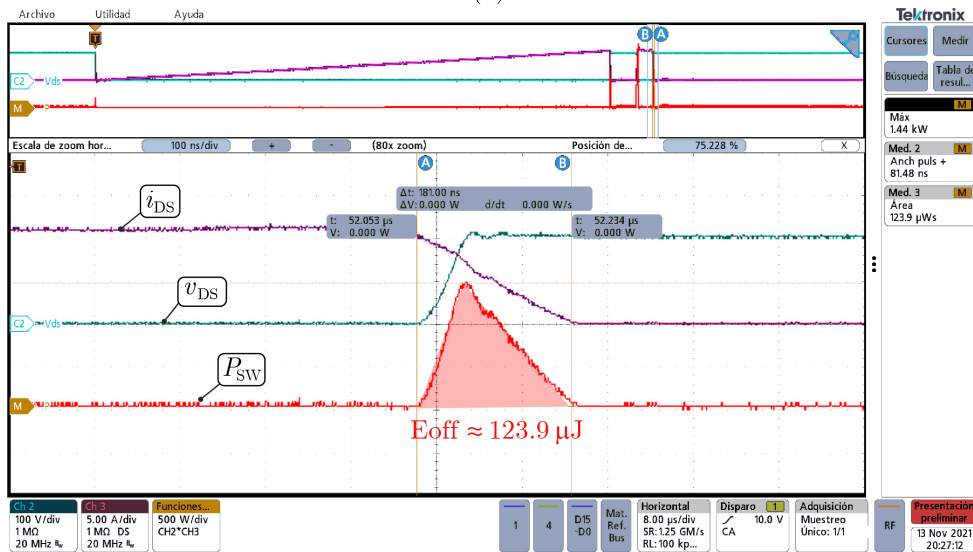 Archivo Utilidad Ayuda
Tektronix
T
B A
Cursores Medir
C2 Vds
Búsqueda Tabla de resul...
M P
M
Máx
1.44 kW
Escala de zoom hor... 100 ns/div + - (80x zoom) Posición de... 75.228 % X
Med. 2 M
Anch puls +
81.48 ns
T
A B
Med. 3 M
Área
123.9 µWs
Δt: 181.00 ns
ΔV: 0.000 W d/dt 0.000 W/s
iDS
t: 52.053 µs
V: 0.000 W
t: 52.234 µs
V: 0.000 W
vDS
C2 Vds
PSW
M P
Eoff ≈ 123.9 µJ
Ch 2
100 V/div
1 MΩ
20 MHz Bw
Ch 3
5.00 A/div
1 MΩ DS
20 MHz Bw
Funciones...
500 W/div
CH2*CH3
1
4
D15
-D0
Mat.
Ref.
Bus
Horizontal
8.00 µs/div
SR: 1.25 GM/s
RL: 100 kp...
Disparo 1
10.0 V
CA
Adquisición
Muestreo
Único: 1/1
RF
Presentación
preliminar
13 Nov 2021
20:27:12